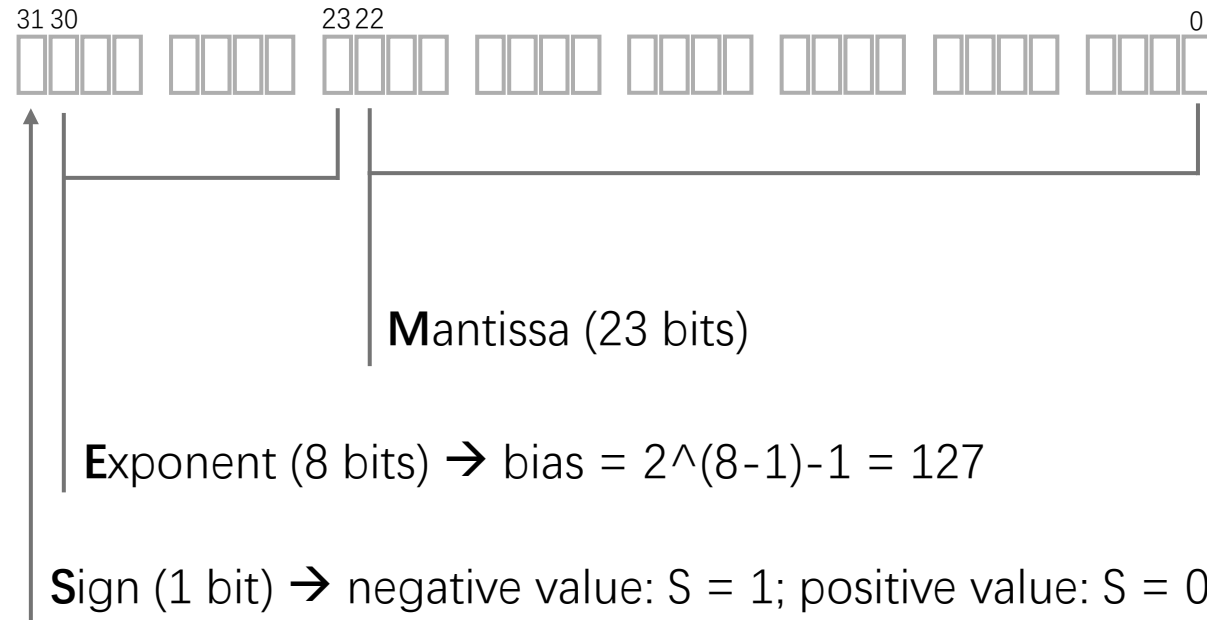 31 30 23 22 0
Mantissa (23 bits)
Exponent (8 bits) → bias = 2^(8-1)-1 = 127
Sign (1 bit) → negative value: S = 1; positive value: S = 0